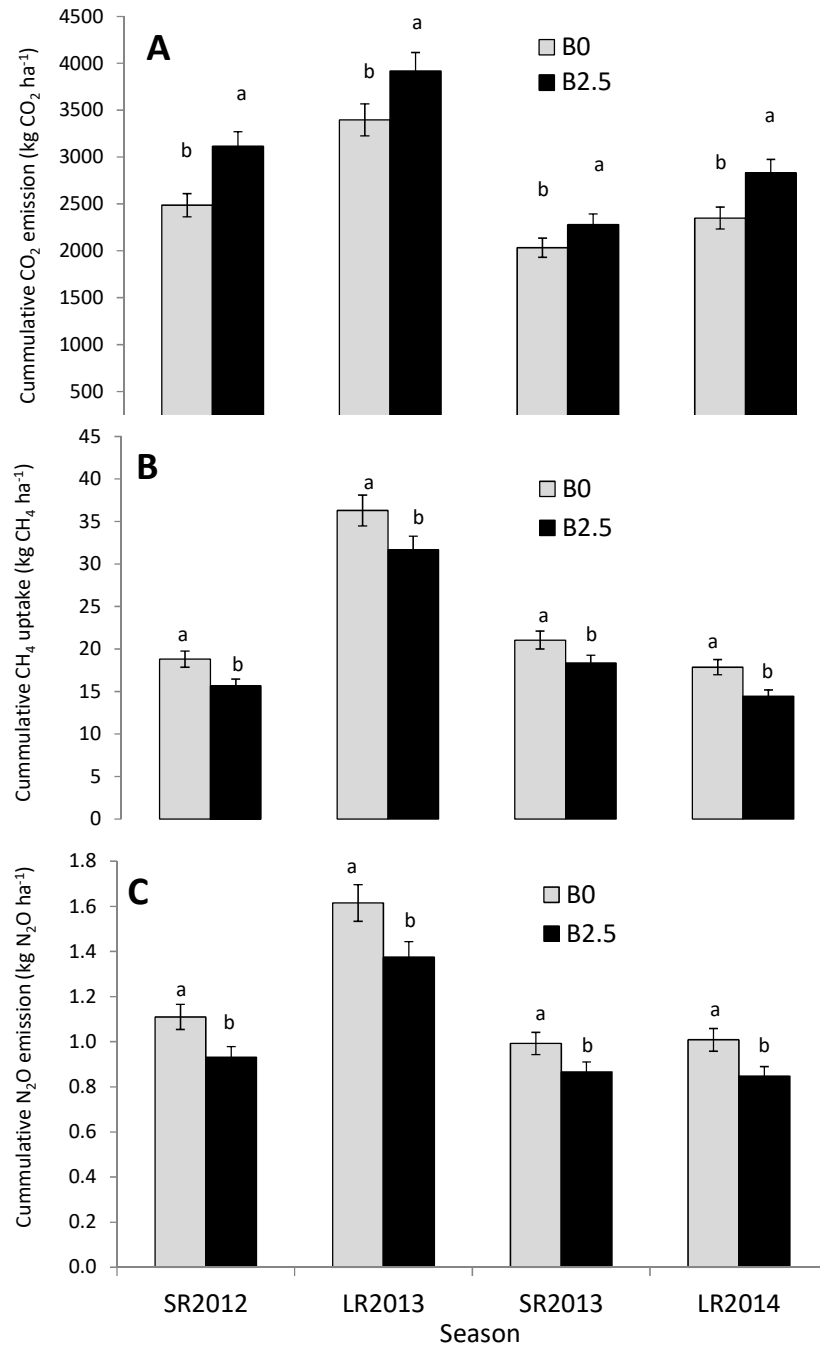 A
B0
B2.5
Cummulative CO₂ emission (kg CO₂ ha⁻¹)
4500
4000
3500
3000
2500
2000
1500
1000
500
b
a
b
a
b
a
b
a
B
B0
B2.5
Cummulative CH₄ uptake (kg CH₄ ha⁻¹)
45
40
35
30
25
20
15
10
5
0
a
b
a
b
a
b
a
b
C
B0
B2.5
Cummulative N₂O emission (kg N₂O ha⁻¹)
1.8
1.6
1.4
1.2
1.0
0.8
0.6
0.4
0.2
0.0
a
b
a
b
a
b
a
b
SR2012 LR2013 SR2013 LR2014
Season